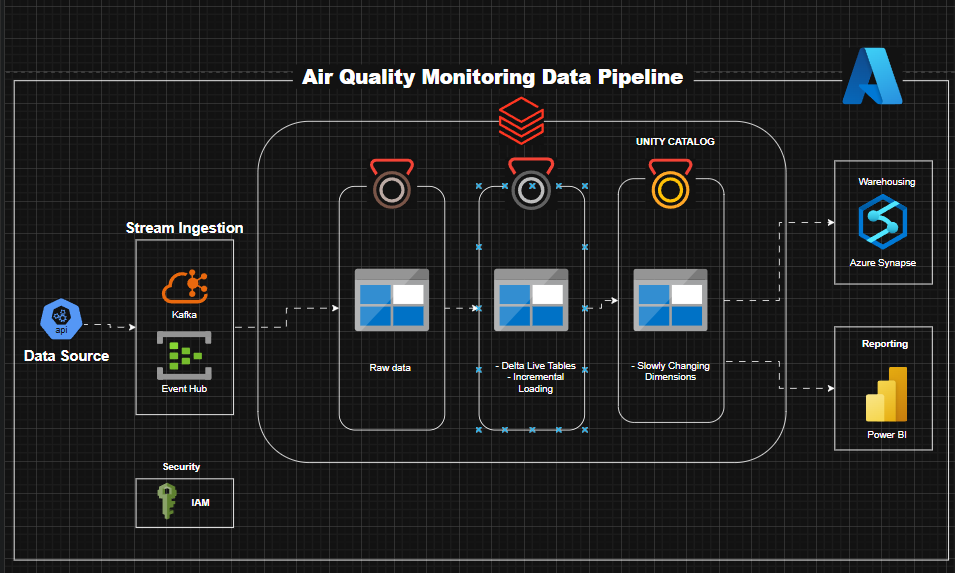 Air Quality Monitoring Data Pipeline
UNITY CATALOG
Stream Ingestion
Kafka
Event Hub
api
Data Source
Raw data
- Delta Live Tables
- Incremental
Loading
- Slowly Changing
Dimensions
Warehousing
Azure Synapse
Reporting
Power BI
Security
IAM